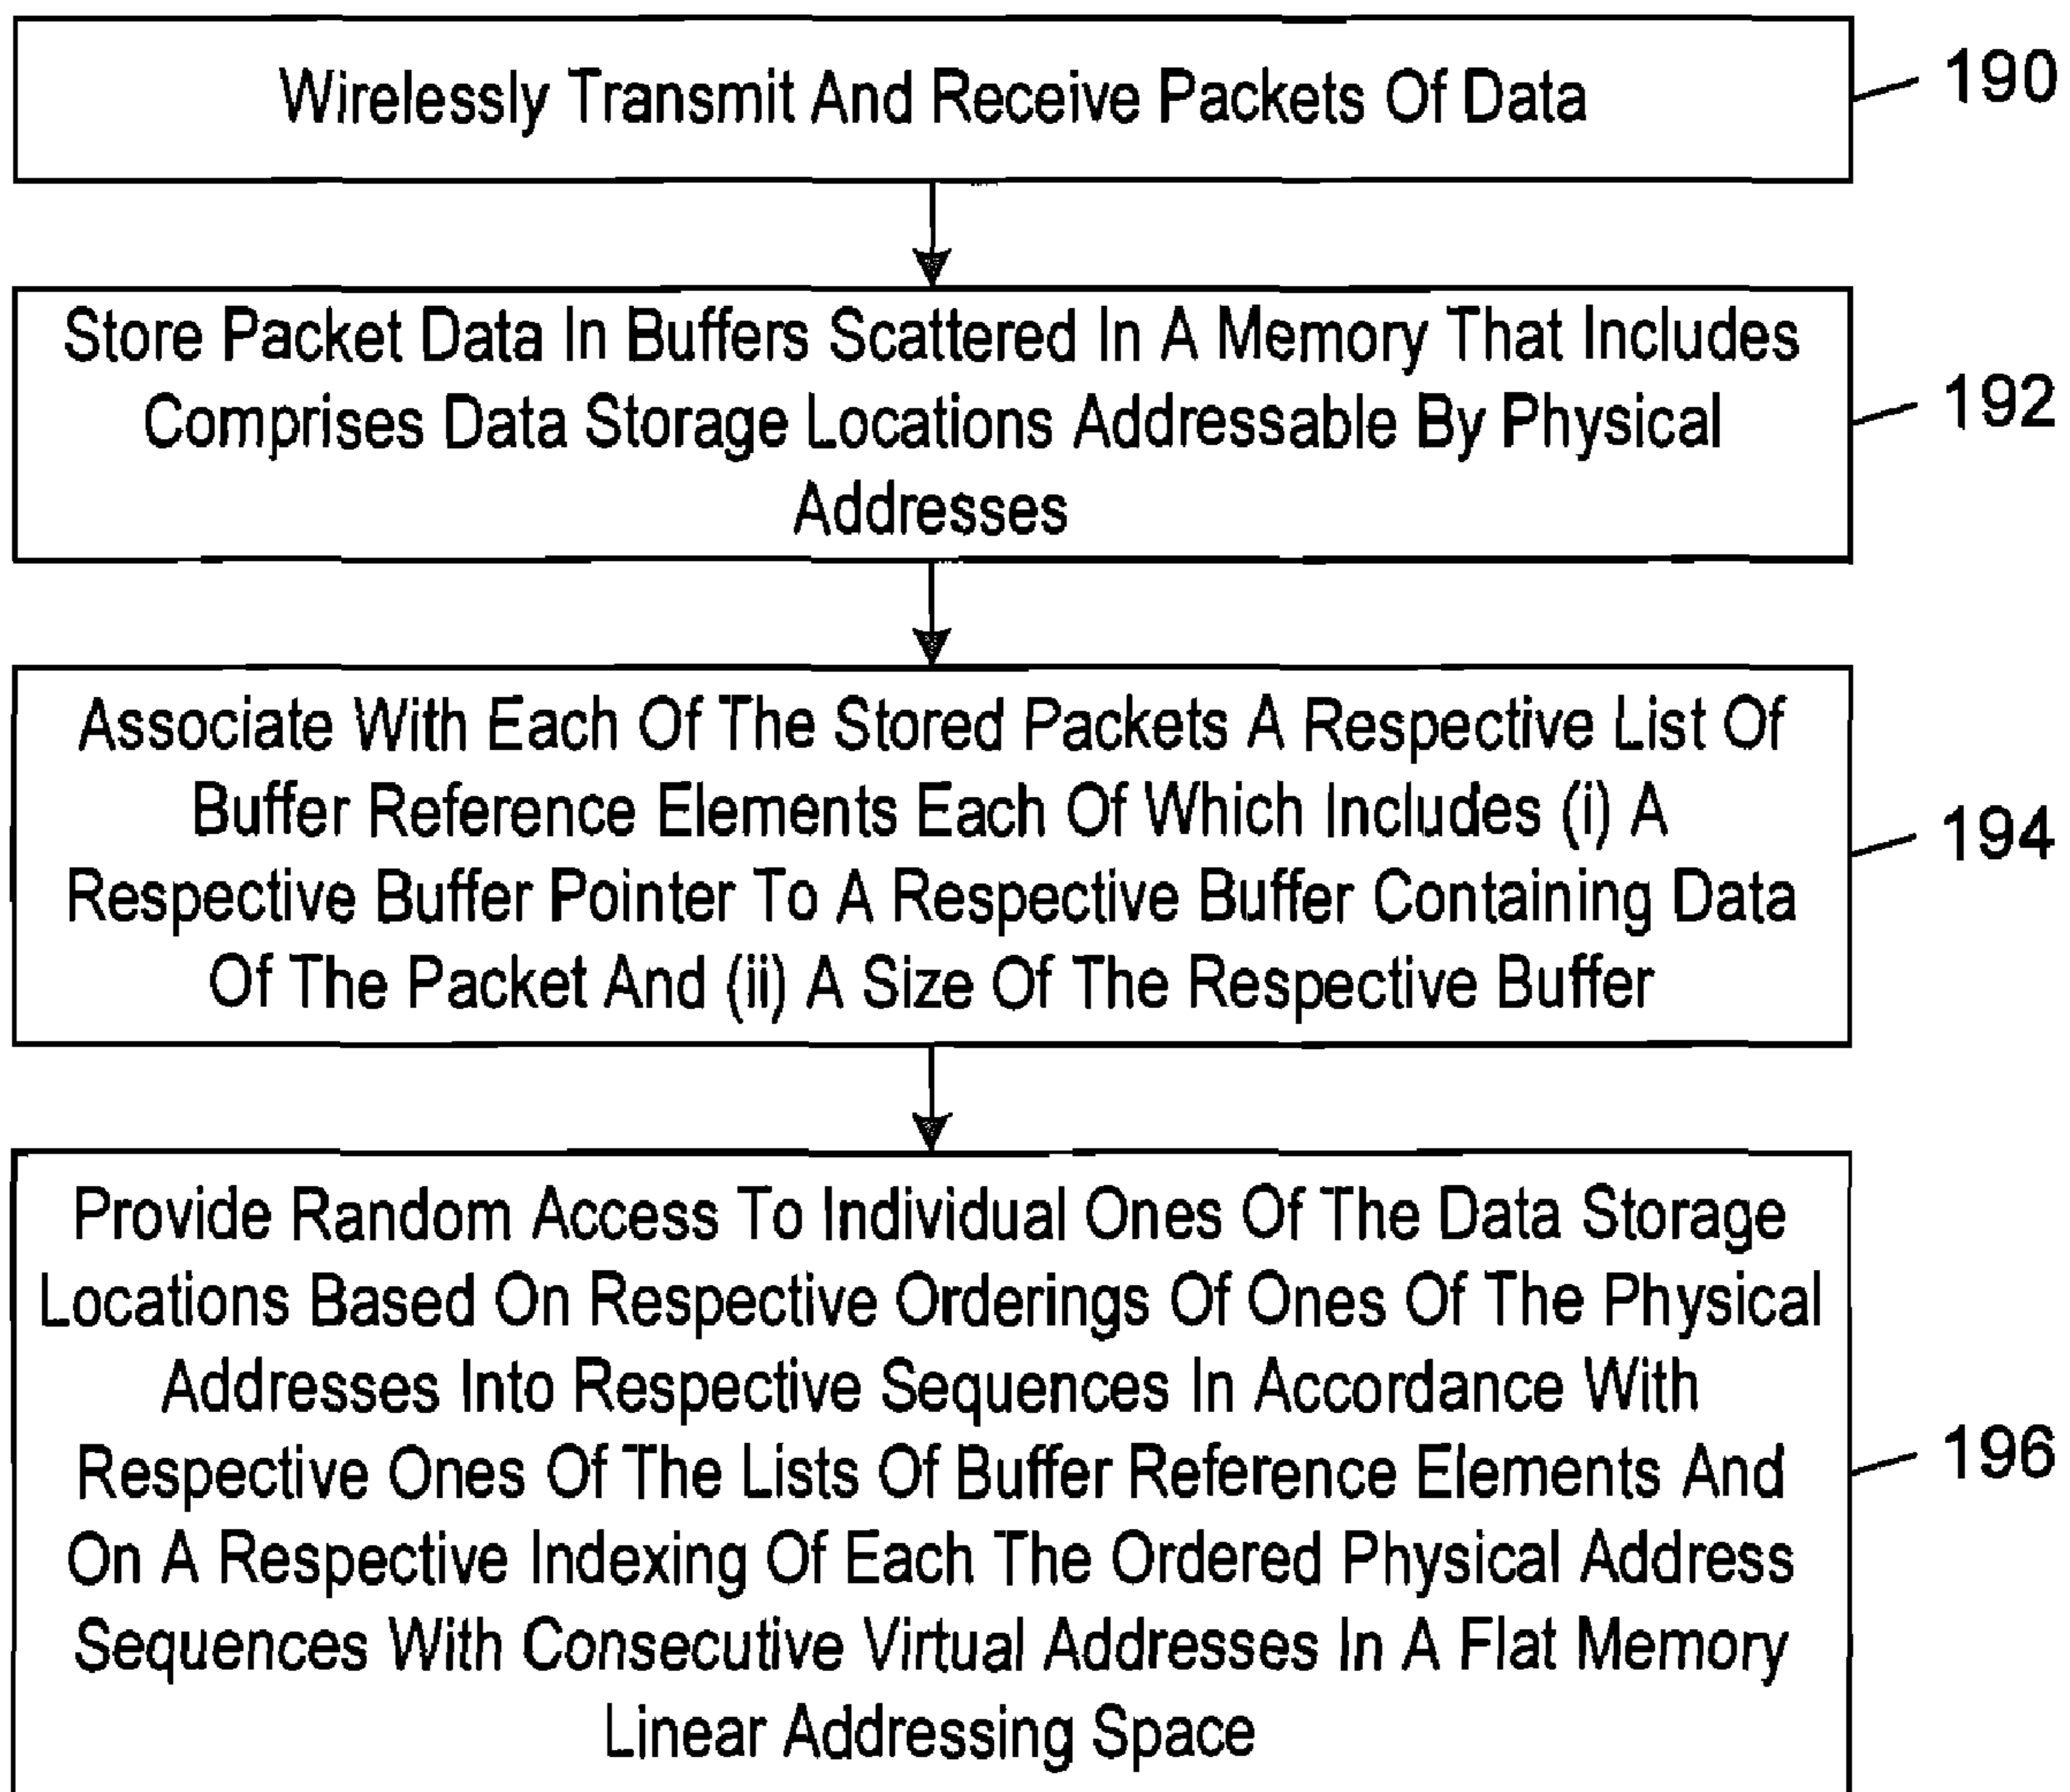 Wirelessly Transmit And Receive Packets Of Data
190
Store Packet Data In Buffers Scattered In A Memory That Includes
Comprises Data Storage Locations Addressable By Physical
Addresses
192
Associate With Each Of The Stored Packets A Respective List Of
Buffer Reference Elements Each Of Which Includes (i) A
Respective Buffer Pointer To A Respective Buffer Containing Data
Of The Packet And (ii) A Size Of The Respective Buffer
194
Provide Random Access To Individual Ones Of The Data Storage
Locations Based On Respective Orderings Of Ones Of The Physical
Addresses Into Respective Sequences In Accordance With
Respective Ones Of The Lists Of Buffer Reference Elements And
On A Respective Indexing Of Each The Ordered Physical Address
Sequences With Consecutive Virtual Addresses In A Flat Memory
Linear Addressing Space
196